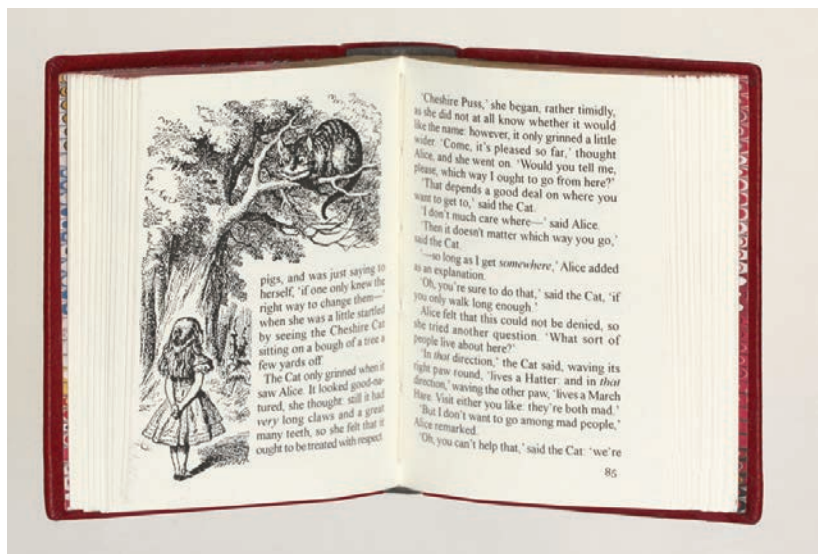 pigs, and was just saying to
herself, ‘if one only knew the
right way to change them—’
when she was a little startled
by seeing the Cheshire Cat
sitting on a bough of a tree a
few yards off.
The Cat only grinned when it
saw Alice. It looked good-na-
tured, she thought: still it had
very long claws and a great
many teeth, so she felt that it
ought to be treated with respect.
‘Cheshire Puss,’ she began, rather timidly,
as she did not at all know whether it would
like the name: however, it only grinned a little
wider. ‘Come, it’s pleased so far,’ thought
Alice, and she went on. ‘Would you tell me,
please, which way I ought to go from here?’
‘That depends a good deal on where you
want to get to,’ said the Cat.
‘I don’t much care where—’ said Alice.
‘Then it doesn’t matter which way you go,’
said the Cat.
‘—so long as I get somewhere,’ Alice added
as an explanation.
‘Oh, you’re sure to do that,’ said the Cat, ‘if
you only walk long enough.’
Alice felt that this could not be denied, so
she tried another question. ‘What sort of
people live about here?’
‘In that direction,’ the Cat said, waving its
right paw round, ‘lives a Hatter: and in that
direction,’ waving the other paw, ‘lives a March
Hare. Visit either you like: they’re both mad.’
‘But I don’t want to go among mad people,’
Alice remarked.
‘Oh, you can’t help that,’ said the Cat: ‘we’re
85